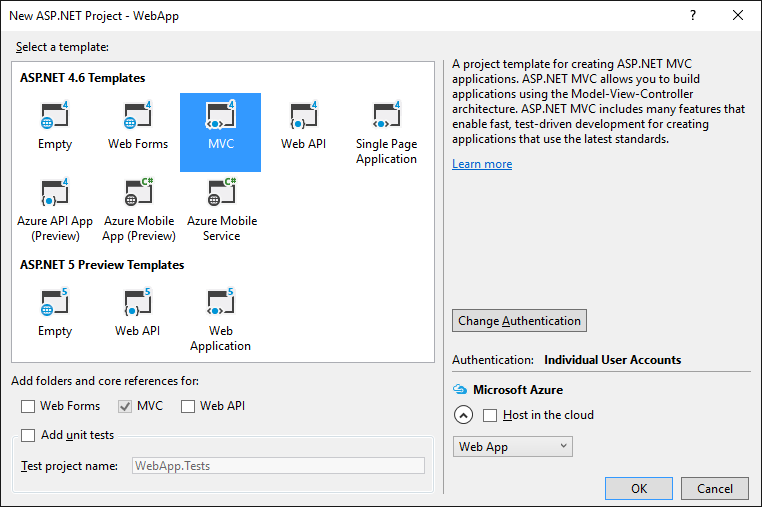 New ASP.NET Project - WebApp
?
Select a template:
ASP.NET 4.6 Templates
4
4
4
4
4
Empty
Web Forms
MVC
Web API
Single Page
Application
4
C#
C#
Azure API App
(Preview)
Azure Mobile
App (Preview)
Azure Mobile
Service
ASP.NET 5 Preview Templates
5
5
5
Empty
Web API
Web
Application
A project template for creating ASP.NET MVC
applications. ASP.NET MVC allows you to build
applications using the Model-View-Controller
architecture. ASP.NET MVC includes many features that
enable fast, test-driven development for creating
applications that use the latest standards.
Learn more
Change Authentication
Authentication: Individual User Accounts
Microsoft Azure
Host in the cloud
Web App
Add folders and core references for:
Web Forms
MVC
Web API
Add unit tests
Test project name:
WebApp.Tests
OK
Cancel